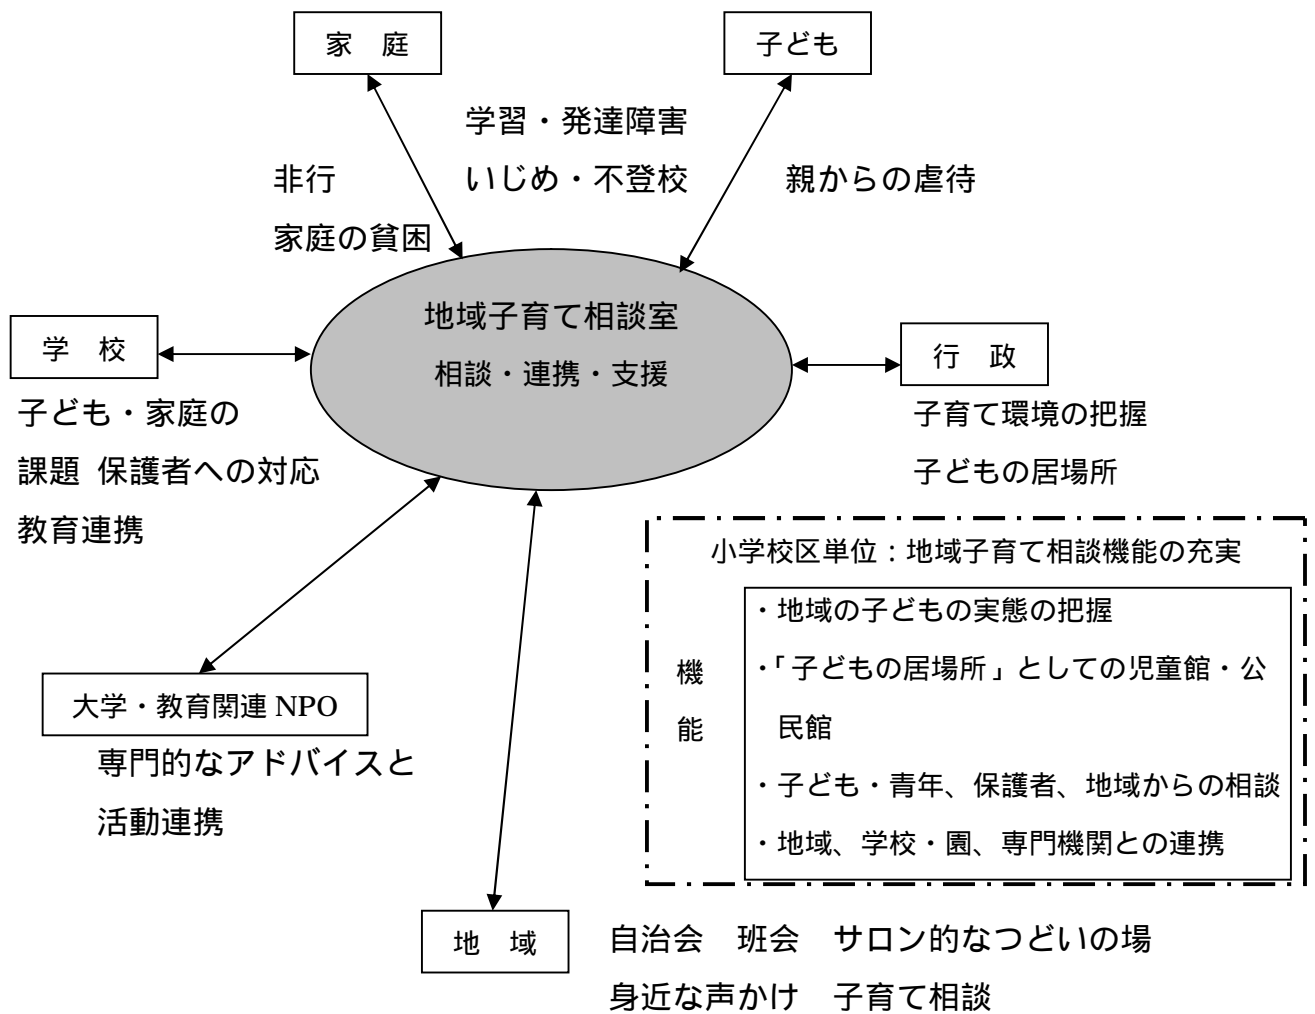 家　庭
子ども
学習・発達障害
いじめ・不登校
非行
家庭の貧困
親からの虐待
地域子育て相談室
相談・連携・支援
学　校
子ども・家庭の
課題 保護者への対応
教育連携
行　政
子育て環境の把握
子どもの居場所
小学校区単位：地域子育て相談機能の充実
機
能
・地域の子どもの実態の把握
・「子どもの居場所」としての児童館・公
民館
・子ども・青年、保護者、地域からの相談
・地域、学校・園、専門機関との連携
大学・教育関連 NPO
専門的なアドバイスと
活動連携
地　域
自治会　班会　サロン的なつどいの場
身近な声かけ　子育て相談